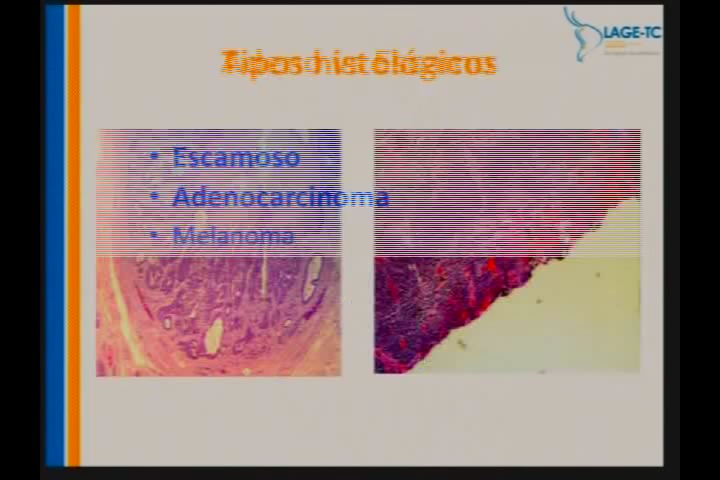 LAGE-TC
Tipos histológicos
• Escamoso
• Adenocarcinoma
• Melanoma